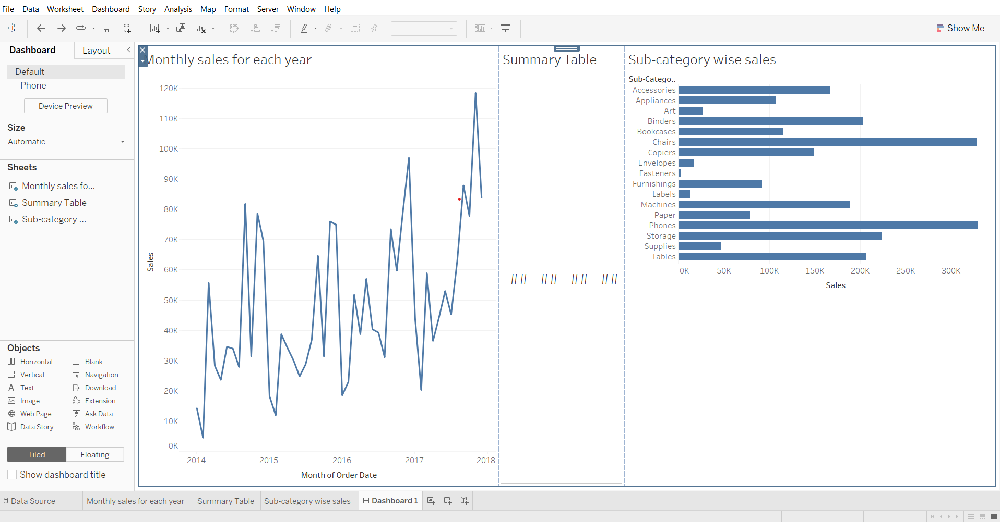 File Data Worksheet Dashboard Story Analysis Map Format Server Window Help
Show Me
Dashboard Layout
Default
Phone
Device Preview
Size
Automatic
Sheets
Monthly sales fo...
Summary Table
Sub-category ...
Objects
Horizontal Blank
Vertical Navigation
Text Download
Image Extension
Web Page Ask Data
Data Story Workflow
Tiled Floating
Show dashboard title
Monthly sales for each year
120K
110K
100K
90K
80K
70K
60K
50K
40K
30K
20K
10K
0K
Sales
2014 2015 2016 2017 2018
Month of Order Date
Summary Table
## ## ## ##
Sub-category wise sales
Sub-Catego..
Accessories
Appliances
Art
Binders
Bookcases
Chairs
Copiers
Envelopes
Fasteners
Furnishings
Labels
Machines
Paper
Phones
Storage
Supplies
Tables
0K 50K 100K 150K 200K 250K 300K
Sales
Data Source Monthly sales for each year Summary Table Sub-category wise sales Dashboard 1